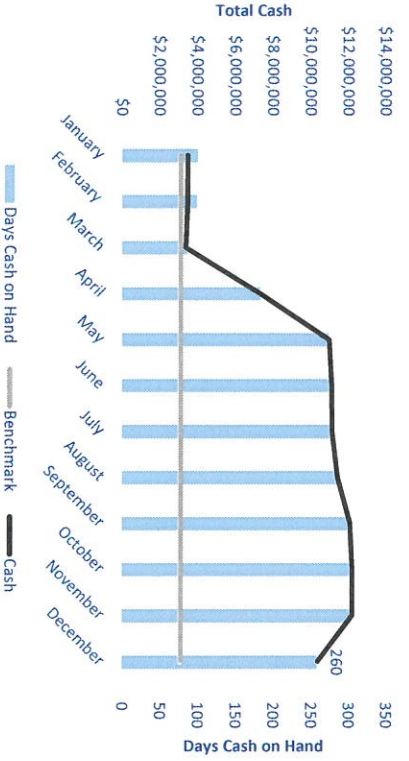 Total Cash
$14,000,000
$12,000,000
$10,000,000
$8,000,000
$6,000,000
$4,000,000
$2,000,000
$0
January
February
March
April
May
June
July
August
September
October
November
December
260
350
300
250
200
150
100
50
0
Days Cash on Hand
Days Cash on Hand
Benchmark
Cash